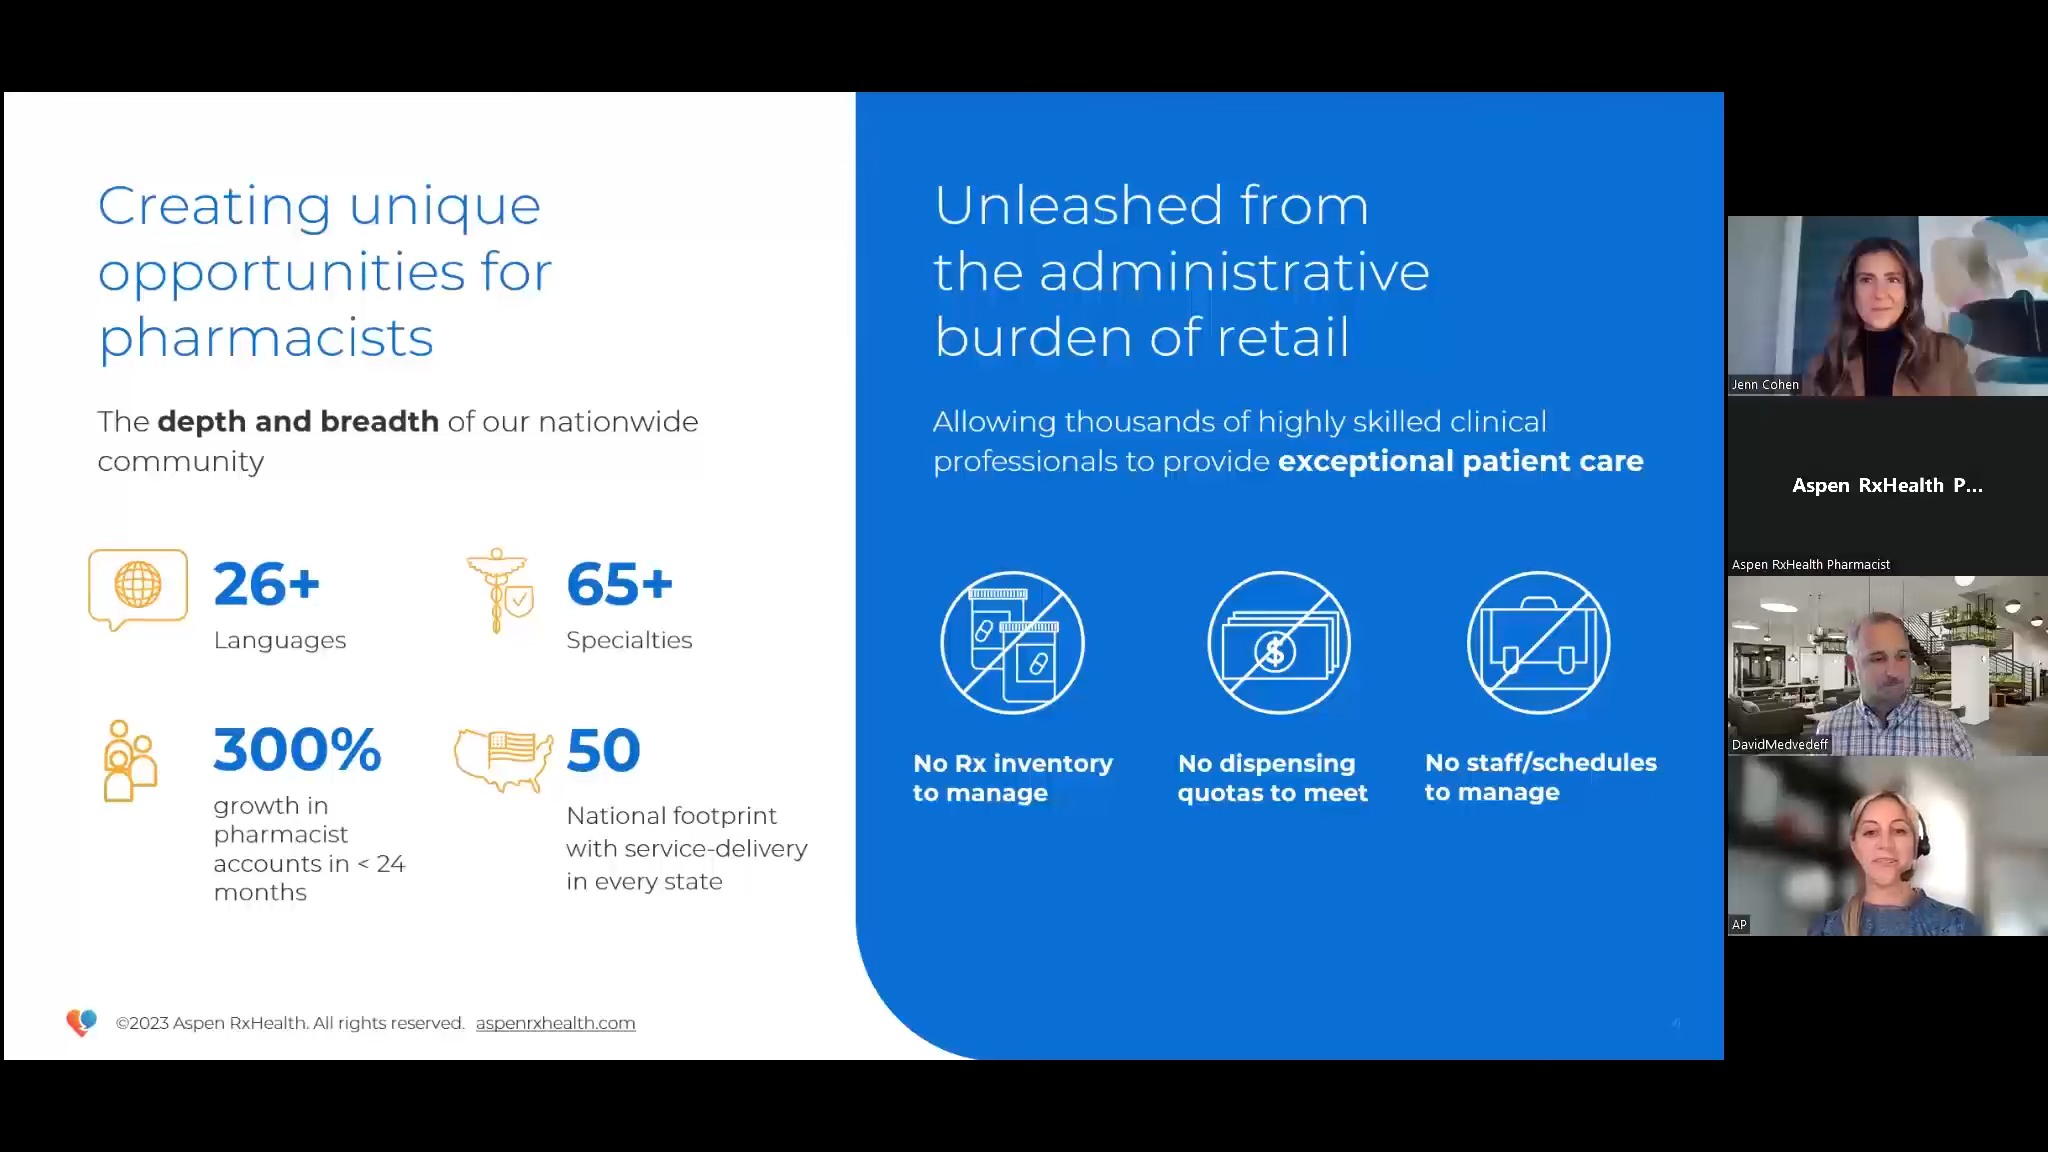 Creating unique
opportunities for
pharmacists
The depth and breadth of our nationwide
community
26+
Languages
65+
Specialties
300%
growth in
pharmacist
accounts in < 24
months
50
National footprint
with service-delivery
in every state
©2023 Aspen RxHealth. All rights reserved. aspenrxhealth.com
Unleashed from
the administrative
burden of retail
Allowing thousands of highly skilled clinical
professionals to provide exceptional patient care
$
No Rx inventory
to manage
No dispensing
quotas to meet
No staff/schedules
to manage
4
Jenn Cohen
Aspen RxHealth P...
Aspen RxHealth Pharmacist
DavidMedvedeff
AP